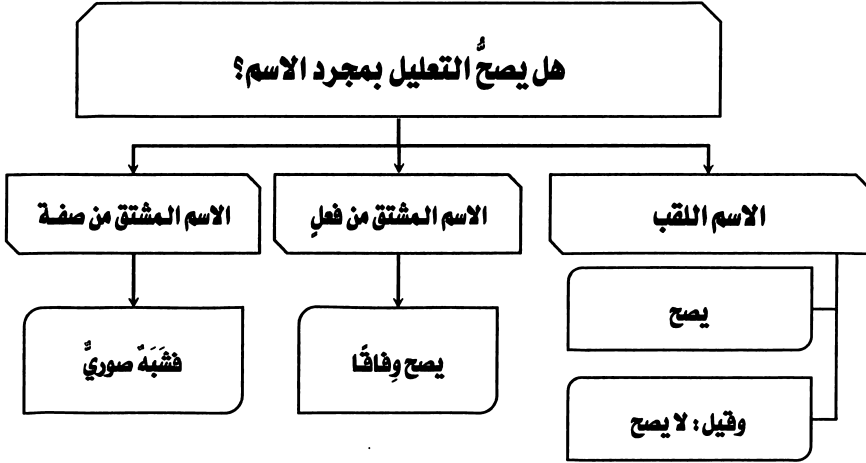 هل يصحُّ التعليل بمجرد الاسم؟
الاسم اللقب
يصح
وقيل: لا يصح
الاسم المشتق من فعلٍ
يصح وِفاقًا
الاسم المشتق من صفة
فشَبَهٌ صوريٌّ